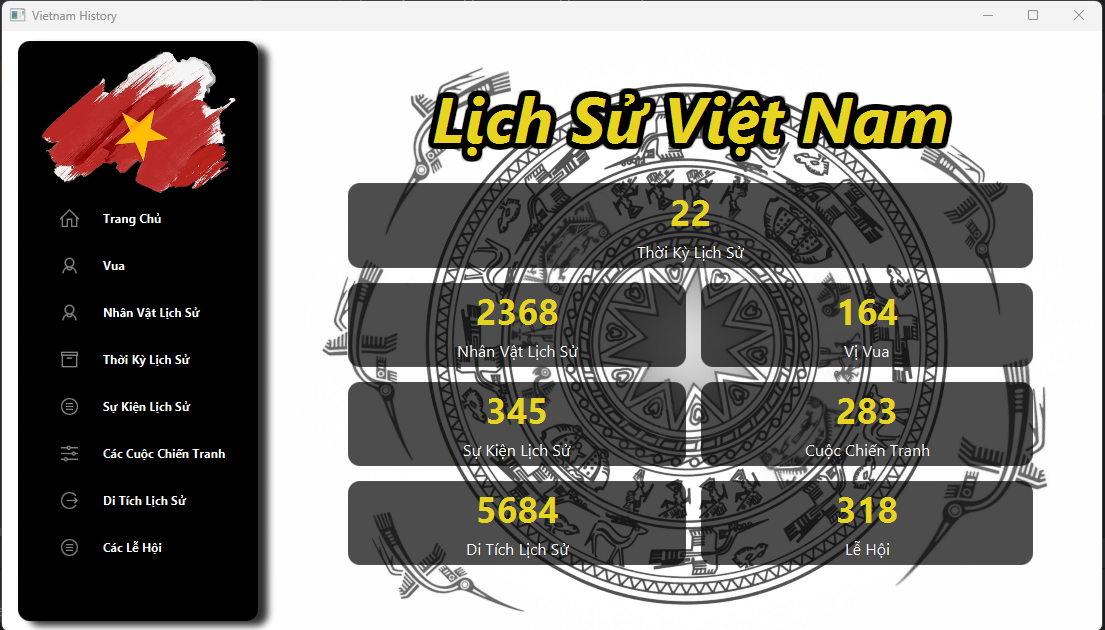 Vietnam History
Trang Chủ
Vua
Nhân Vật Lịch Sử
Thời Kỳ Lịch Sử
Sự Kiện Lịch Sử
Các Cuộc Chiến Tranh
Di Tích Lịch Sử
Các Lễ Hội
Lịch Sử Việt Nam
22
Thời Kỳ Lịch Sử
2368
Nhân Vật Lịch Sử
164
Vị Vua
345
Sự Kiện Lịch Sử
283
Cuộc Chiến Tranh
5684
Di Tích Lịch Sử
318
Lễ Hội